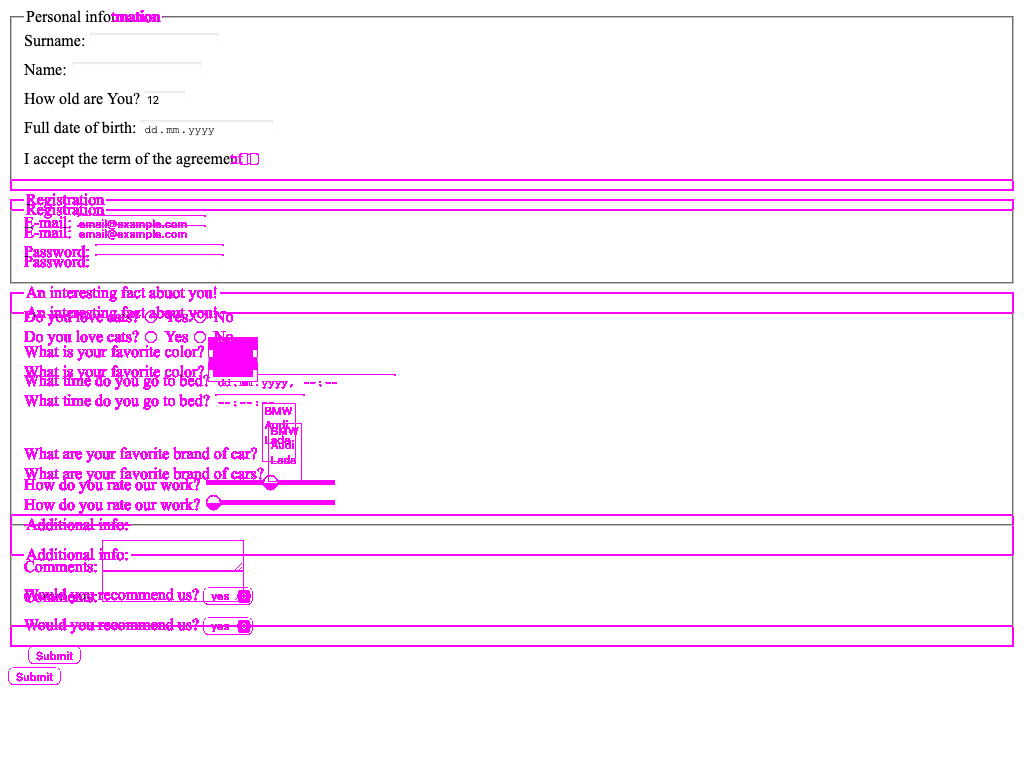 Personal information
Surname:
Name:
How old are You? 12
Full date of birth: dd.mm.yyyy
I accept the term of the agreement
Registration
Registration
E-mail: email@example.com
E-mail: email@example.com
Password:
Password:
An interesting fact abuot you!
An interesting fact about you!
Do you love cats? Yes No
Do you love cats? Yes No
What is your favorite color?
What is your favorite color?
What time do you go to bed? dd.mm.yyyy, --:--
What time do you go to bed? --:--:--
BMW
Audi
Lada
BMW
Audi
Lada
What are your favorite brand of car?
What are your favorite brand of cars?
How do you rate our work?
How do you rate our work?
Additional info:
Additional info:
Comments:
Would you recommend us? yes
Comments:
Would you recommend us? yes
Submit
Submit